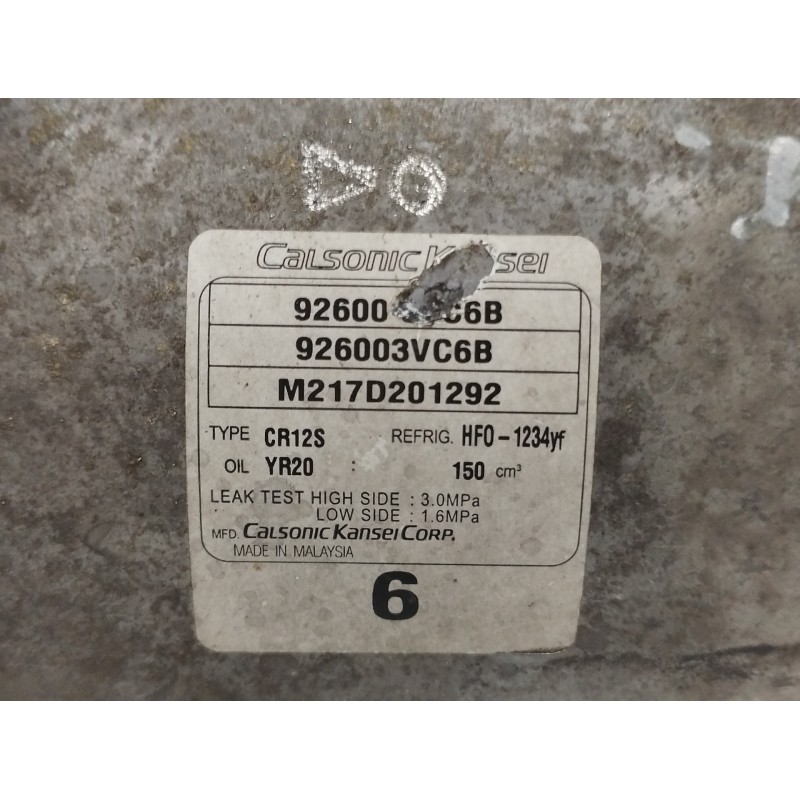 Calsonic Kansei
92600 C6B
926003VC6B
M217D201292
TYPE CR12S REFRIG. HFO-1234yf
OIL YR20 : 150 cm³
LEAK TEST HIGH SIDE : 3.0MPa
LOW SIDE : 1.6MPa
MFD. Calsonic Kansei Corp.
MADE IN MALAYSIA
6